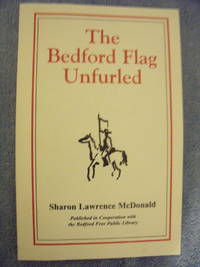 The
Bedford Flag
Unfurled
Sharon Lawrence McDonald
Published in Cooperation with
the Bedford Free Public Library